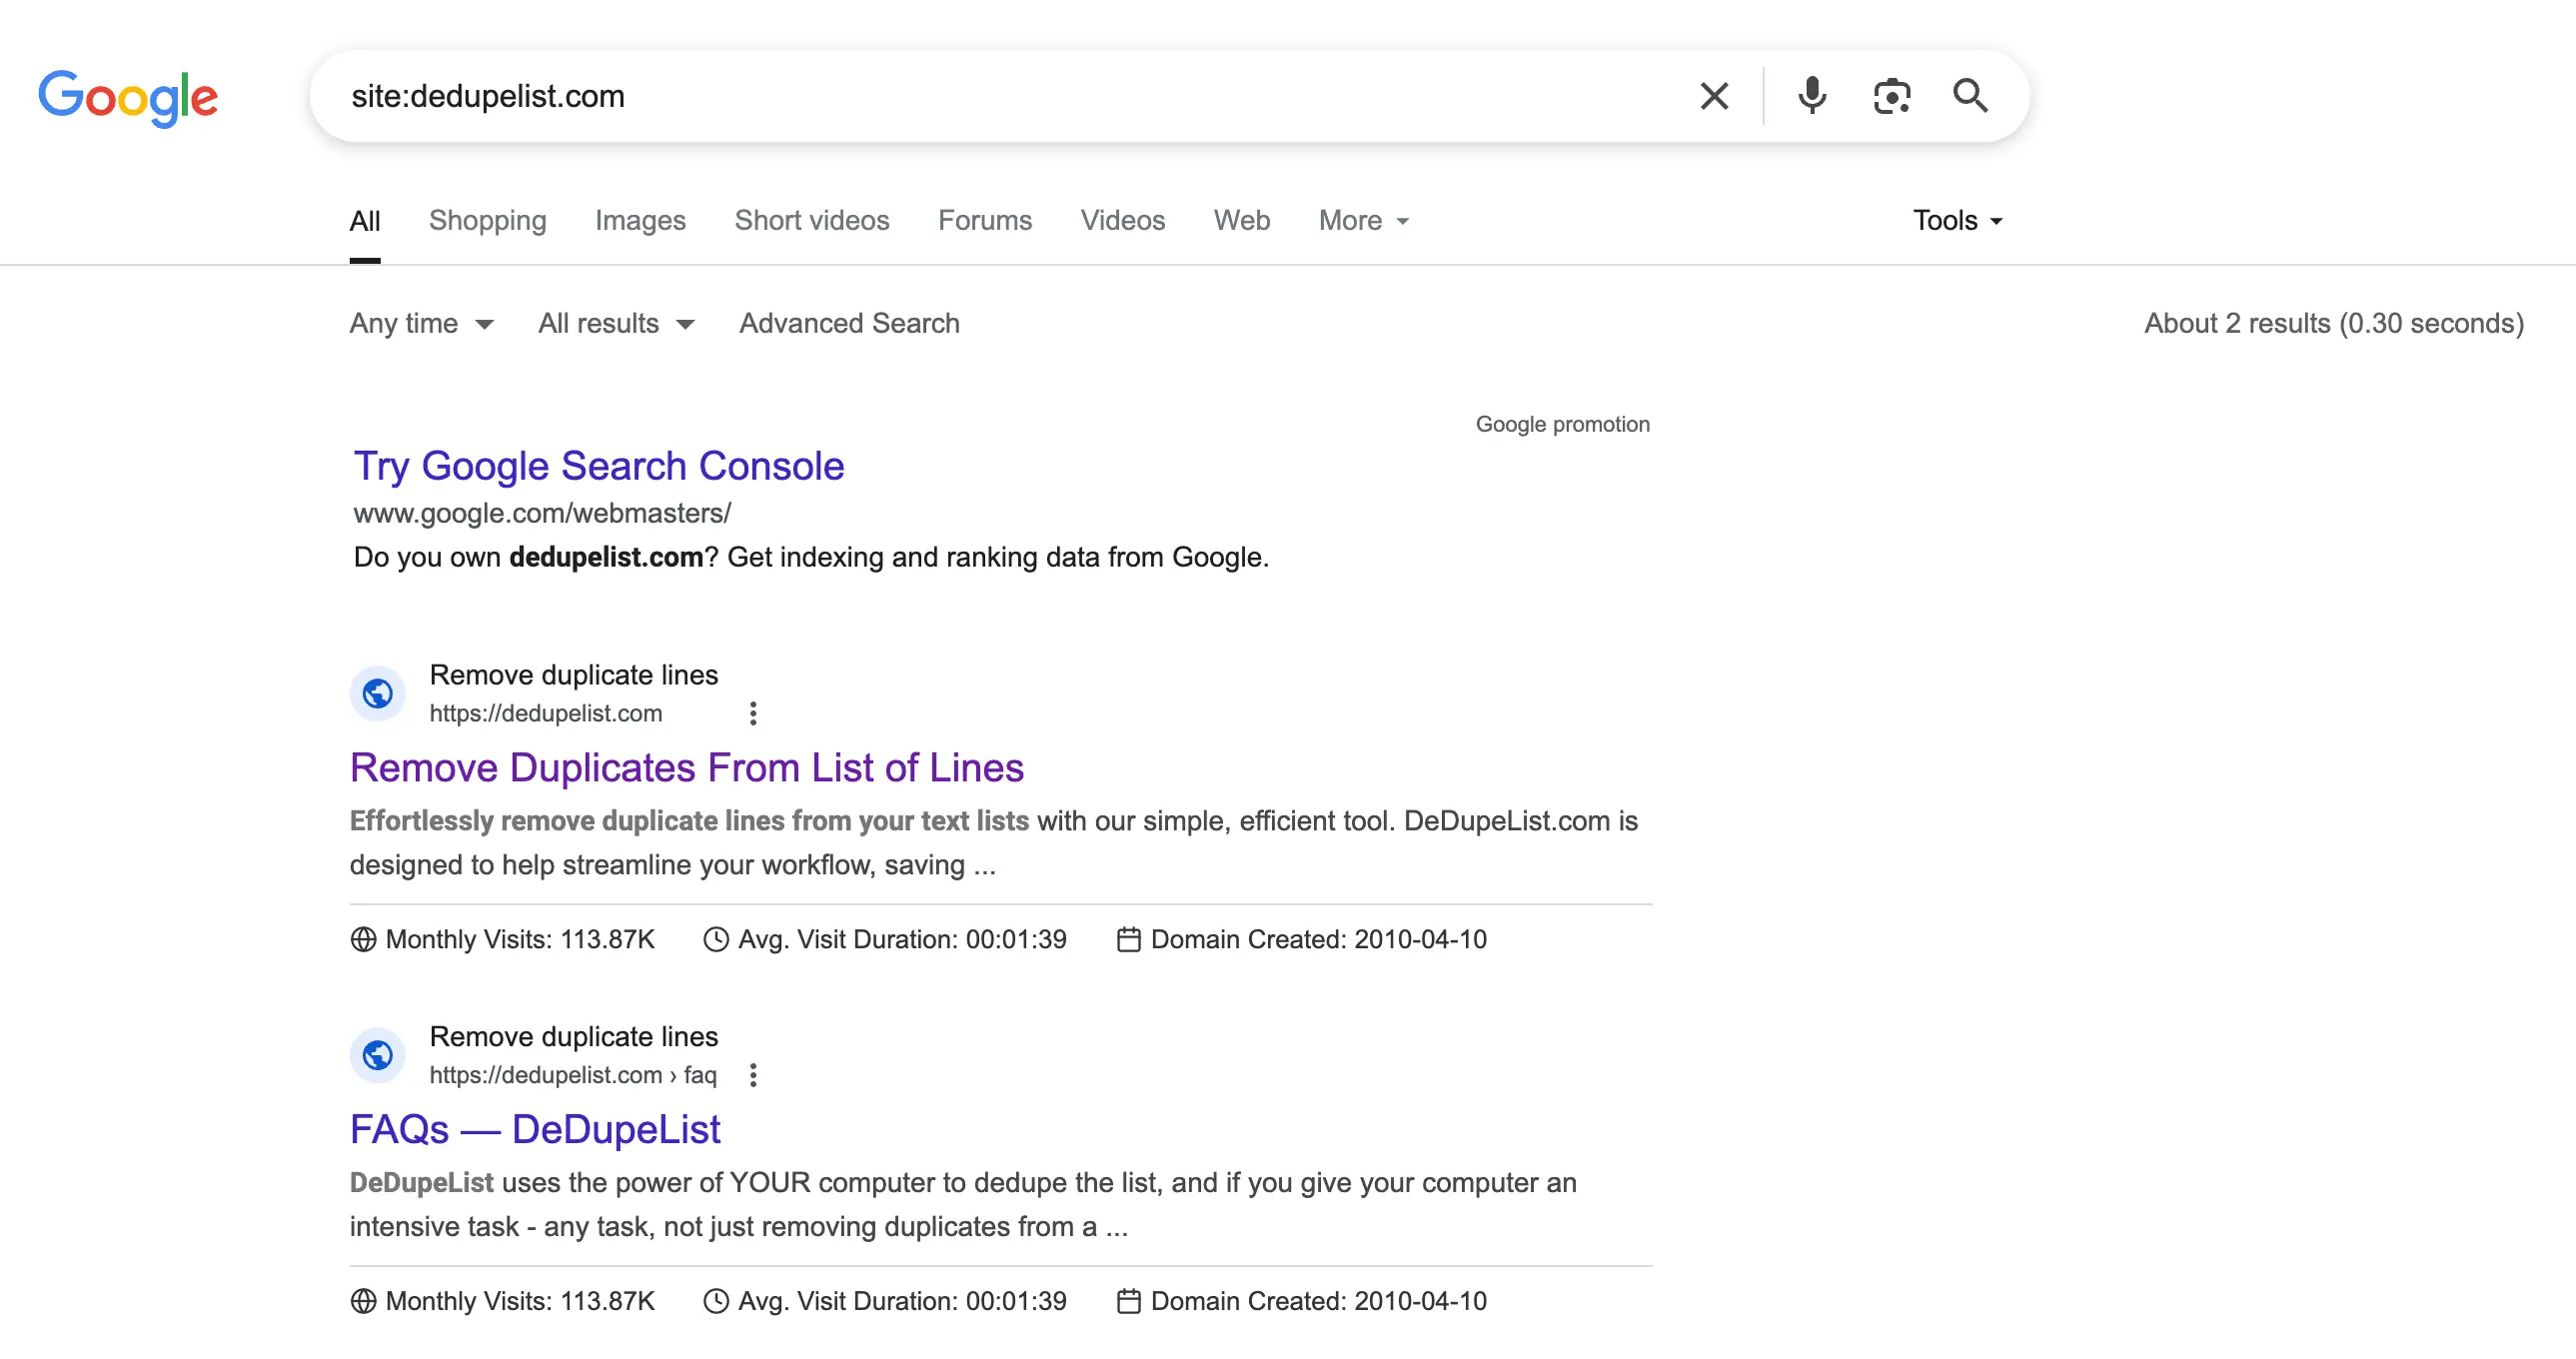 Google
site:dedupelist.com
All Shopping Images Short videos Forums Videos Web More Tools
Any time All results Advanced Search About 2 results (0.30 seconds)
Google promotion
Try Google Search Console
www.google.com/webmasters/
Do you own dedupelist.com? Get indexing and ranking data from Google.
Remove duplicate lines
https://dedupelist.com
Remove Duplicates From List of Lines
Effortlessly remove duplicate lines from your text lists with our simple, efficient tool. DeDupeList.com is
designed to help streamline your workflow, saving ...
Monthly Visits: 113.87K Avg. Visit Duration: 00:01:39 Domain Created: 2010-04-10
Remove duplicate lines
https://dedupelist.com › faq
FAQs — DeDupeList
DeDupeList uses the power of YOUR computer to dedupe the list, and if you give your computer an
intensive task - any task, not just removing duplicates from a ...
Monthly Visits: 113.87K Avg. Visit Duration: 00:01:39 Domain Created: 2010-04-10